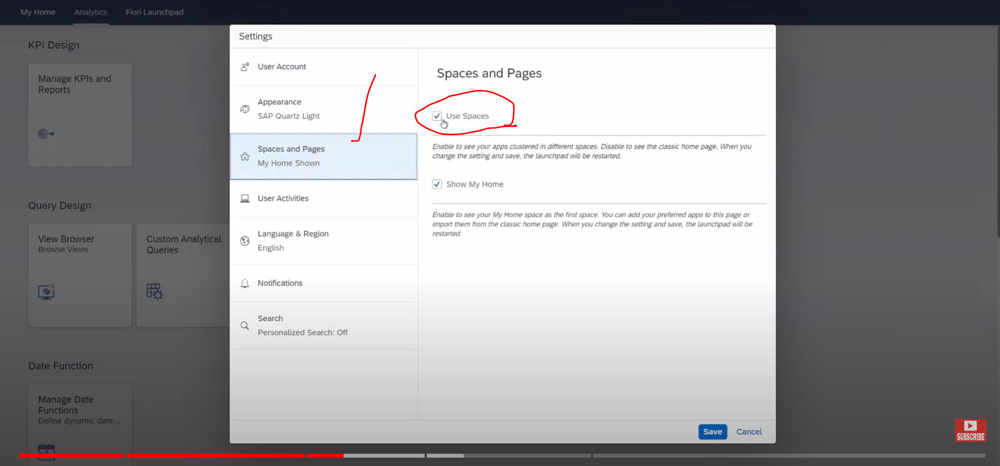 My Home Analytics Fiori Launchpad
Settings
KPI Design
Manage KPIs and
Reports
Query Design
View Browser
Browse Views
Custom Analytical
Queries
Date Function
Manage Date
Functions
Define dynamic date...
User Account
Appearance
SAP Quartz Light
Spaces and Pages
My Home Shown
User Activities
Language & Region
English
Notifications
Search
Personalized Search: Off
Spaces and Pages
Use Spaces
Enable to see your apps clustered in different spaces. Disable to see the classic home page. When you
change the setting and save, the launchpad will be restarted.
Show My Home
Enable to see your My Home space as the first space. You can add your preferred apps to this page or
import them from the classic home page. When you change the setting and save, the launchpad will be
restarted.
Save Cancel
SUBSCRIBE